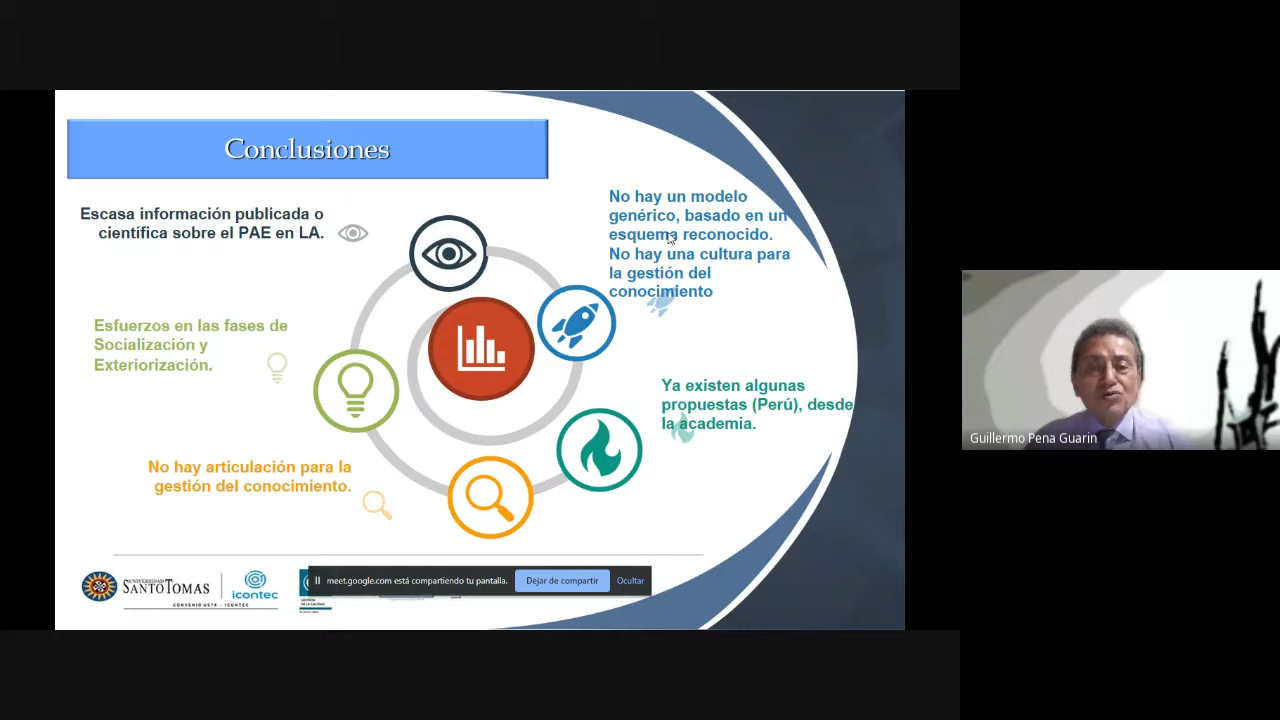 Conclusiones
Escasa información publicada o
científica sobre el PAE en LA.
No hay un modelo
genérico, basado en un
esquema reconocido.
No hay una cultura para
la gestión del
conocimiento
Esfuerzos en las fases de
Socialización y
Exteriorización.
Ya existen algunas
propuestas (Perú), desde
la academia.
No hay articulación para la
gestión del conocimiento.
UNIVERSIDAD
SANTO TOMAS
icontec
CONVENIO USTA - ICONTEC
meet.google.com está compartiendo tu pantalla.
Dejar de compartir
Ocultar
Guillermo Pena Guarin